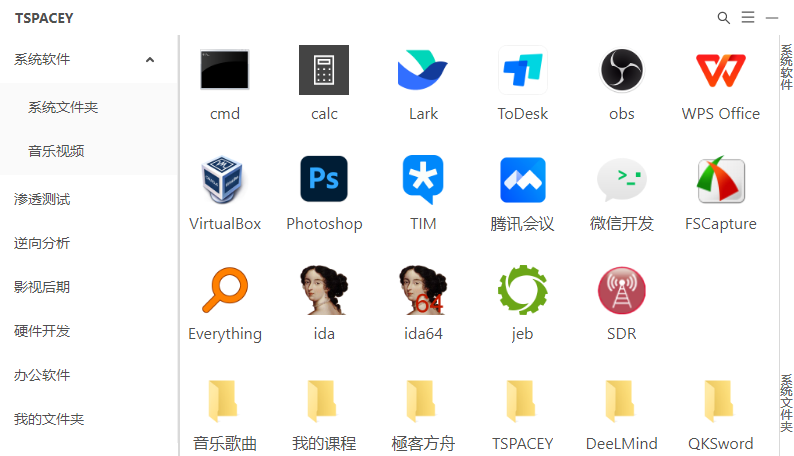 TSPACEY
系统软件
系统文件夹
音乐视频
渗透测试
逆向分析
影视后期
硬件开发
办公软件
我的文件夹
cmd
calc
Lark
ToDesk
obs
WPS Office
VirtualBox
Ps
Photoshop
TIM
腾讯会议
微信开发
FSCapture
Everything
ida
64
ida64
jeb
SDR
音乐歌曲
我的课程
極客方舟
TSPACEY
DeeLMind
QKSword
系统软件
系统文件夹